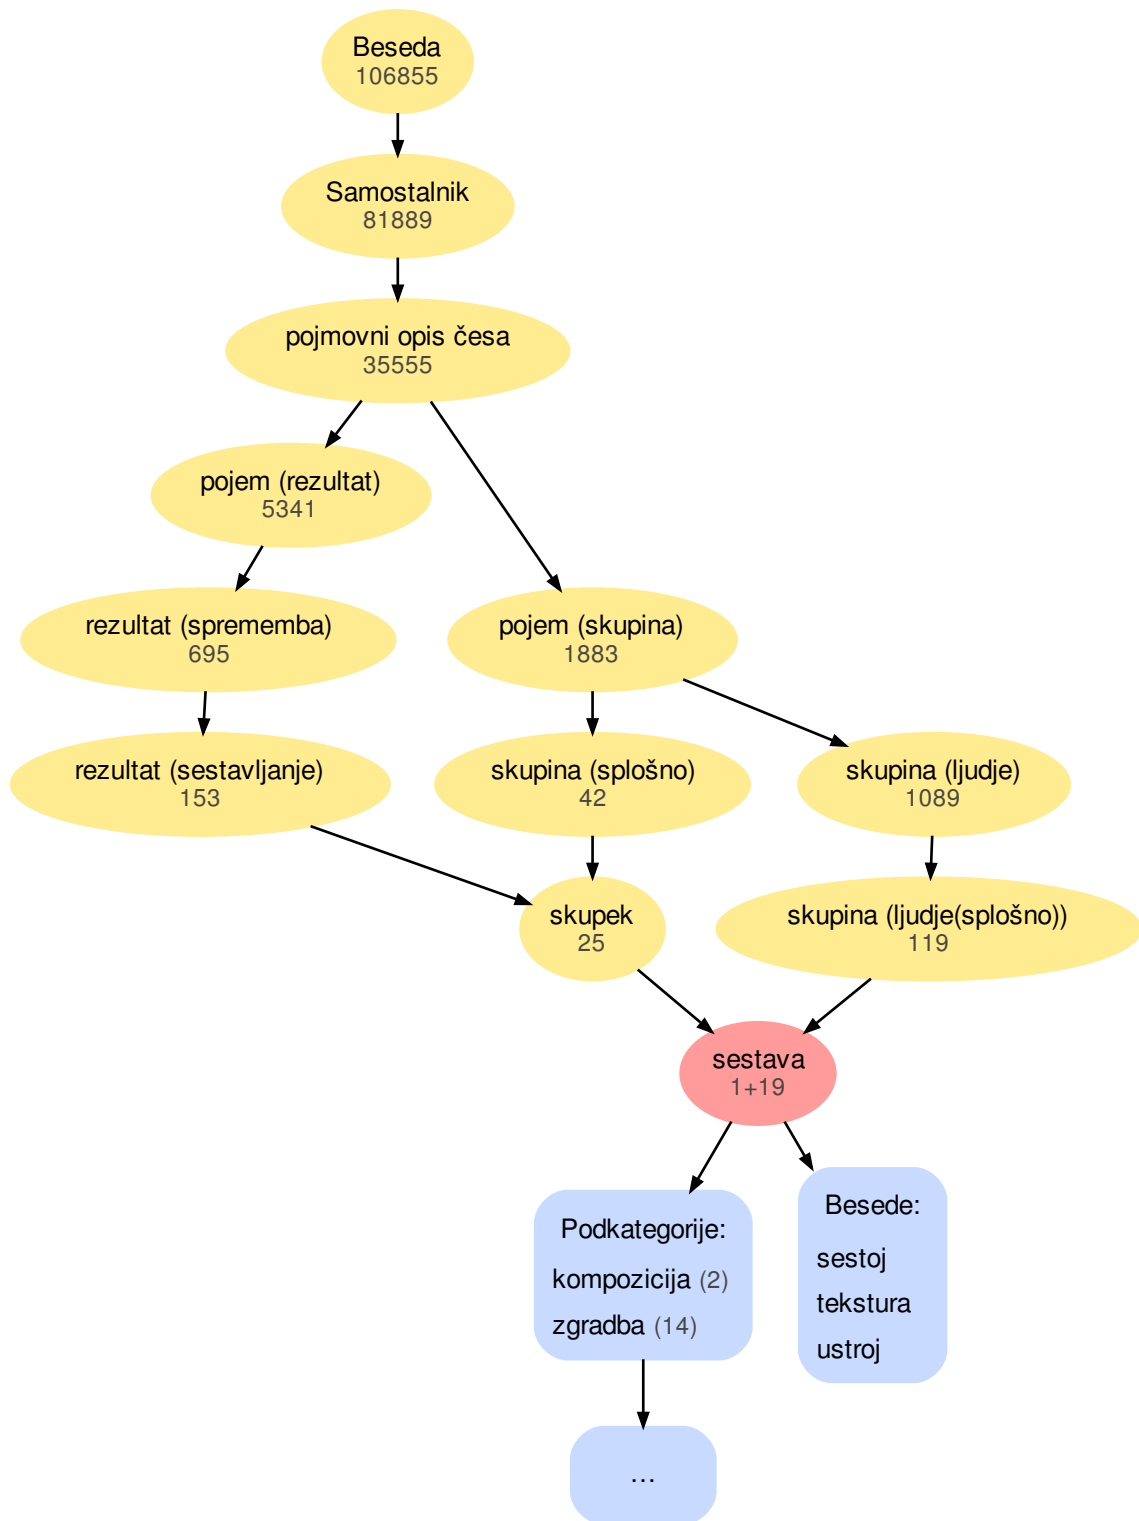 Beseda
106855
Samostalnik
81889
pojmovni opis česa
35555
pojem (rezultat)
5341
rezultat (sprememba)
695
pojem (skupina)
1883
rezultat (sestavljanje)
153
skupina (splošno)
42
skupina (ljudje)
1089
skupek
25
skupina (ljudje(splošno))
119
sestava
1+19
Podkategorije:
kompozicija (2)
zgradba (14)
Besede:
sestoj
tekstura
ustroj
...